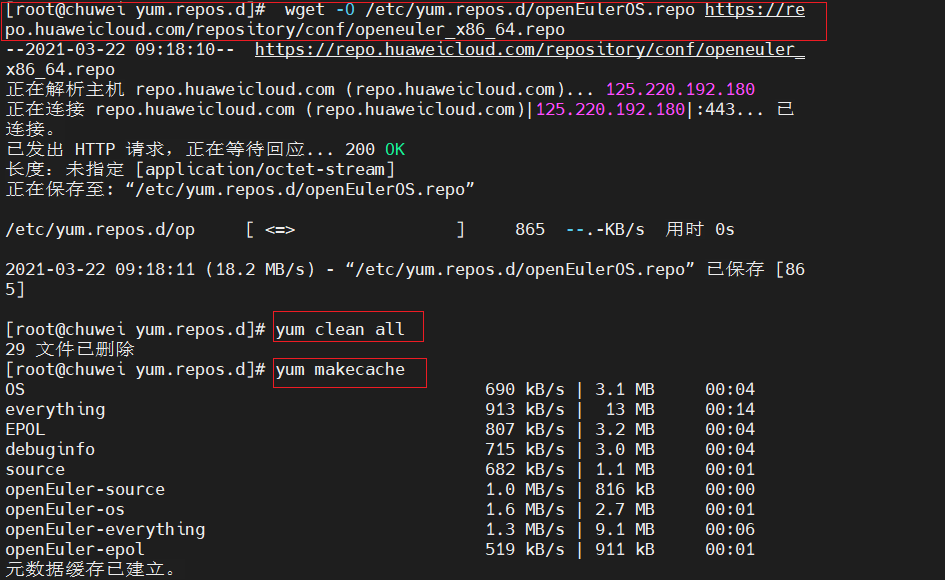 [root@chuwei yum.repos.d]#  wget -O /etc/yum.repos.d/openEulerOS.repo https://re
po.huaweicloud.com/repository/conf/openeuler_x86_64.repo
--2021-03-22 09:18:10--  https://repo.huaweicloud.com/repository/conf/openeuler_
x86_64.repo
正在解析主机 repo.huaweicloud.com (repo.huaweicloud.com)... 125.220.192.180
正在连接 repo.huaweicloud.com (repo.huaweicloud.com)|125.220.192.180|:443... 已
连接。
已发出 HTTP 请求，正在等待回应... 200 OK
长度：未指定 [application/octet-stream]
正在保存至: “/etc/yum.repos.d/openEulerOS.repo”
/etc/yum.repos.d/op     [ <=>                ]     865  --.-KB/s  用时 0s
2021-03-22 09:18:11 (18.2 MB/s) - “/etc/yum.repos.d/openEulerOS.repo” 已保存 [86
5]
[root@chuwei yum.repos.d]# yum clean all
29 文件已删除
[root@chuwei yum.repos.d]# yum makecache
OS                                              690 kB/s | 3.1 MB     00:04
everything                                      913 kB/s |  13 MB     00:14
EPOL                                            807 kB/s | 3.2 MB     00:04
debuginfo                                       715 kB/s | 3.0 MB     00:04
source                                          682 kB/s | 1.1 MB     00:01
openEuler-source                                1.0 MB/s | 816 kB     00:00
openEuler-os                                    1.6 MB/s | 2.7 MB     00:01
openEuler-everything                            1.3 MB/s | 9.1 MB     00:06
openEuler-epol                                  519 kB/s | 911 kB     00:01
元数据缓存已建立。